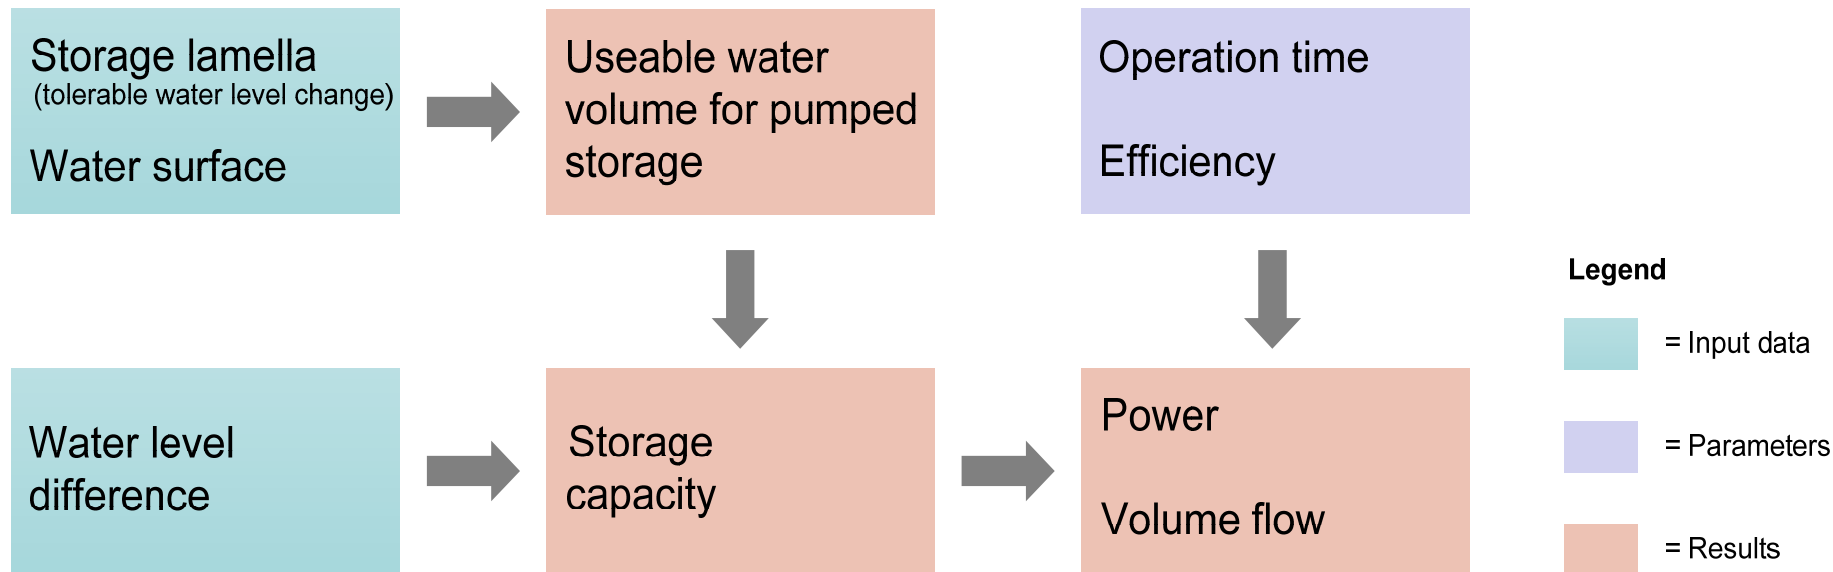 Storage lamella
(tolerable water level change)
Water surface
Useable water
volume for pumped
storage
Operation time
Efficiency
Water level
difference
Storage
capacity
Power
Volume flow
Legend
= Input data
= Parameters
= Results